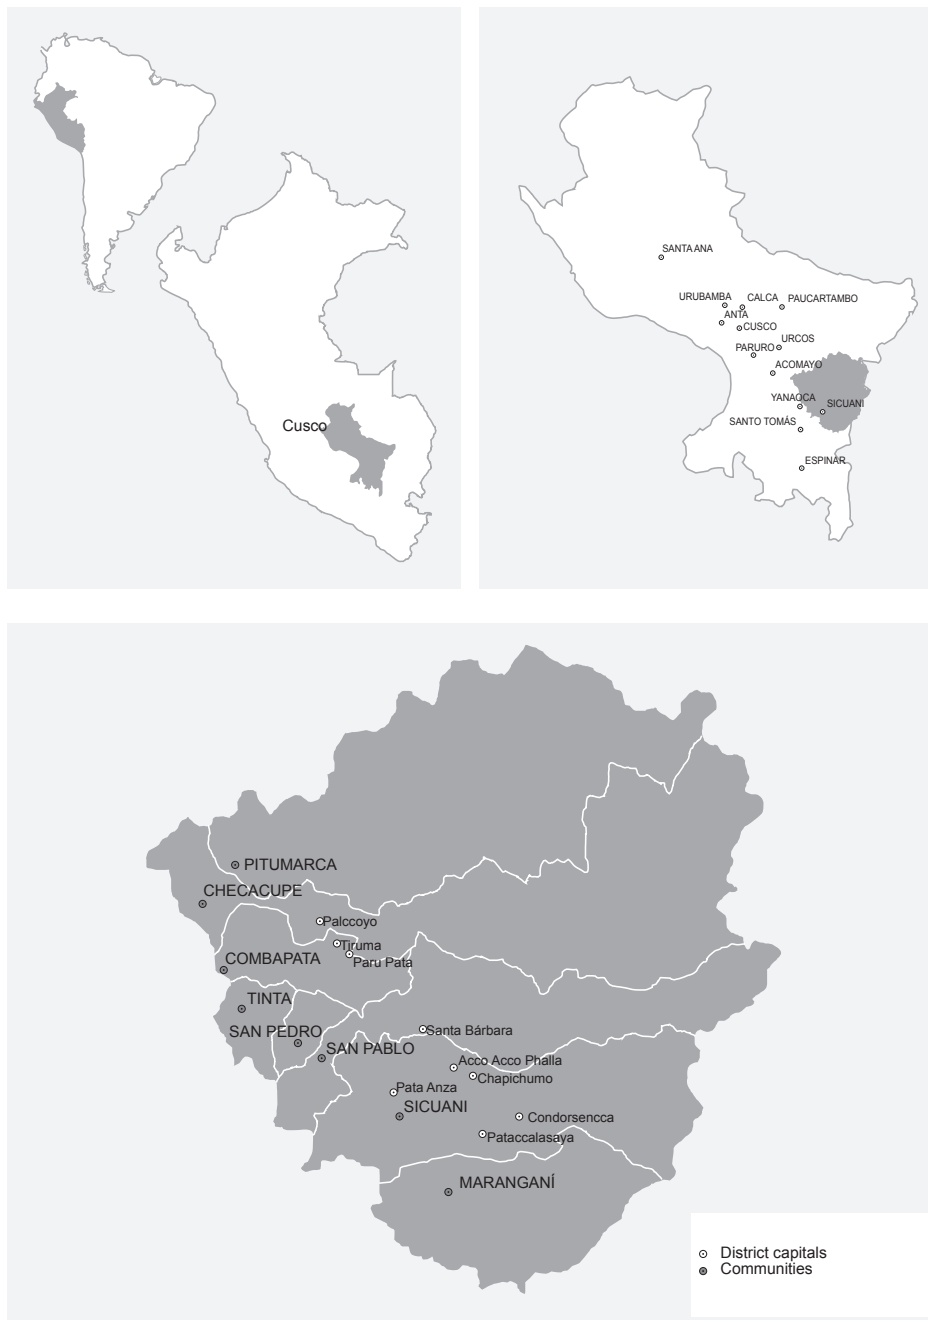 Cusco
SANTA ANA
URUBAMBA
CALCA
PAUCARTAMBO
ANTA
CUSCO
URCOS
PARURO
ACOMAYO
YANAOCA
SICUANI
SANTO TOMÁS
ESPINAR
PITUMARCA
CHECACUPE
Palccoyo
Tiruma
COMBAPATA
Paru Pata
TINTA
SAN PEDRO
Santa Bárbara
SAN PABLO
Acco Acco Phalla
Chapichumo
Pata Anza
SICUANI
Condorsencca
Pataccalasaya
MARANGANÍ
District capitals
Communities